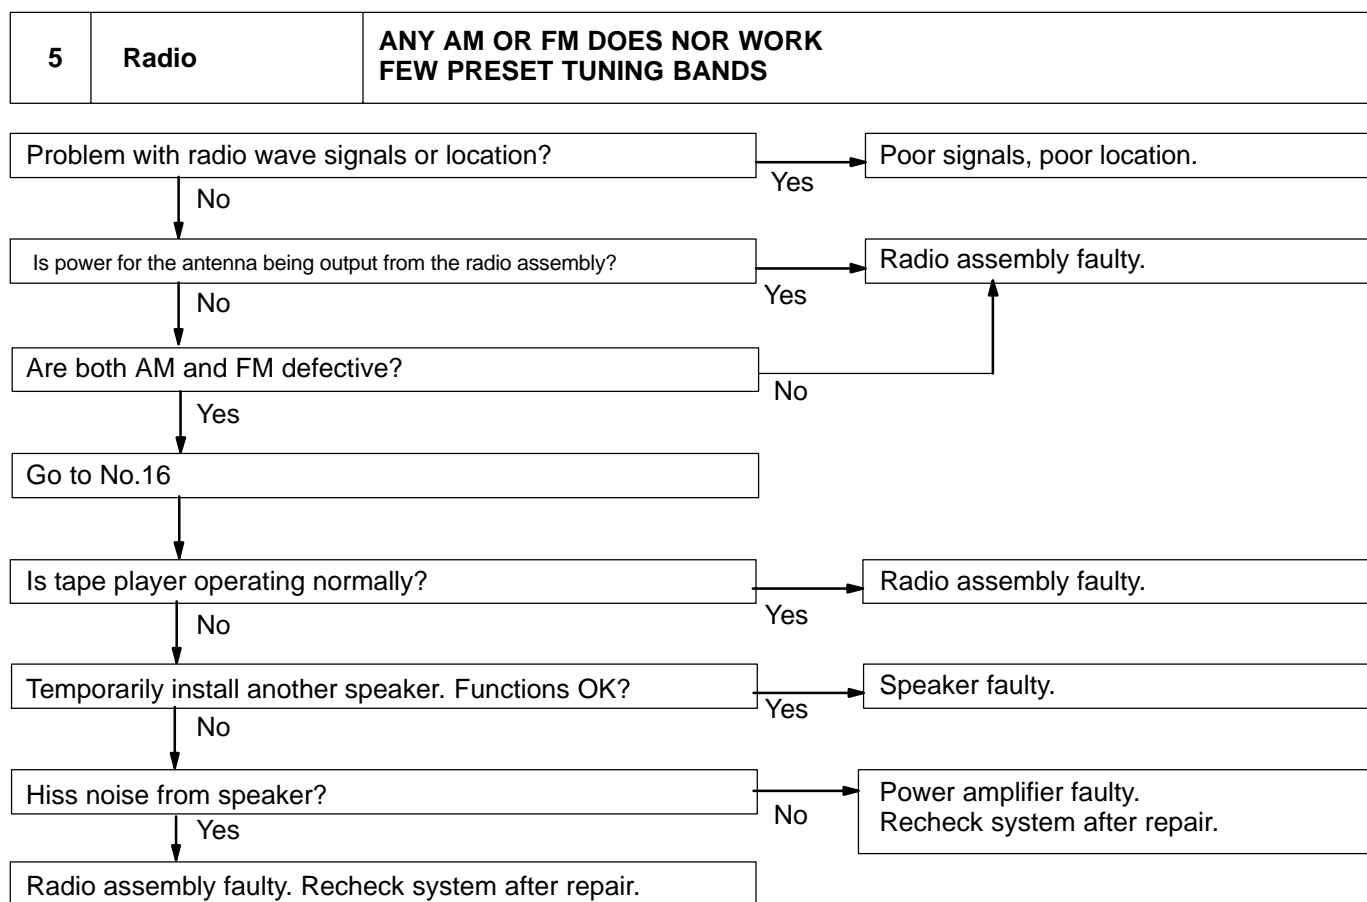 5
Radio
ANY AM OR FM DOES NOR WORK
FEW PRESET TUNING BANDS
Problem with radio wave signals or location?
Yes
Poor signals, poor location.
No
Is power for the antenna being output from the radio assembly?
Yes
Radio assembly faulty.
No
Are both AM and FM defective?
No
Yes
Go to No.16
Is tape player operating normally?
Yes
Radio assembly faulty.
No
Temporarily install another speaker. Functions OK?
Yes
Speaker faulty.
No
Hiss noise from speaker?
No
Power amplifier faulty.
Recheck system after repair.
Yes
Radio assembly faulty. Recheck system after repair.